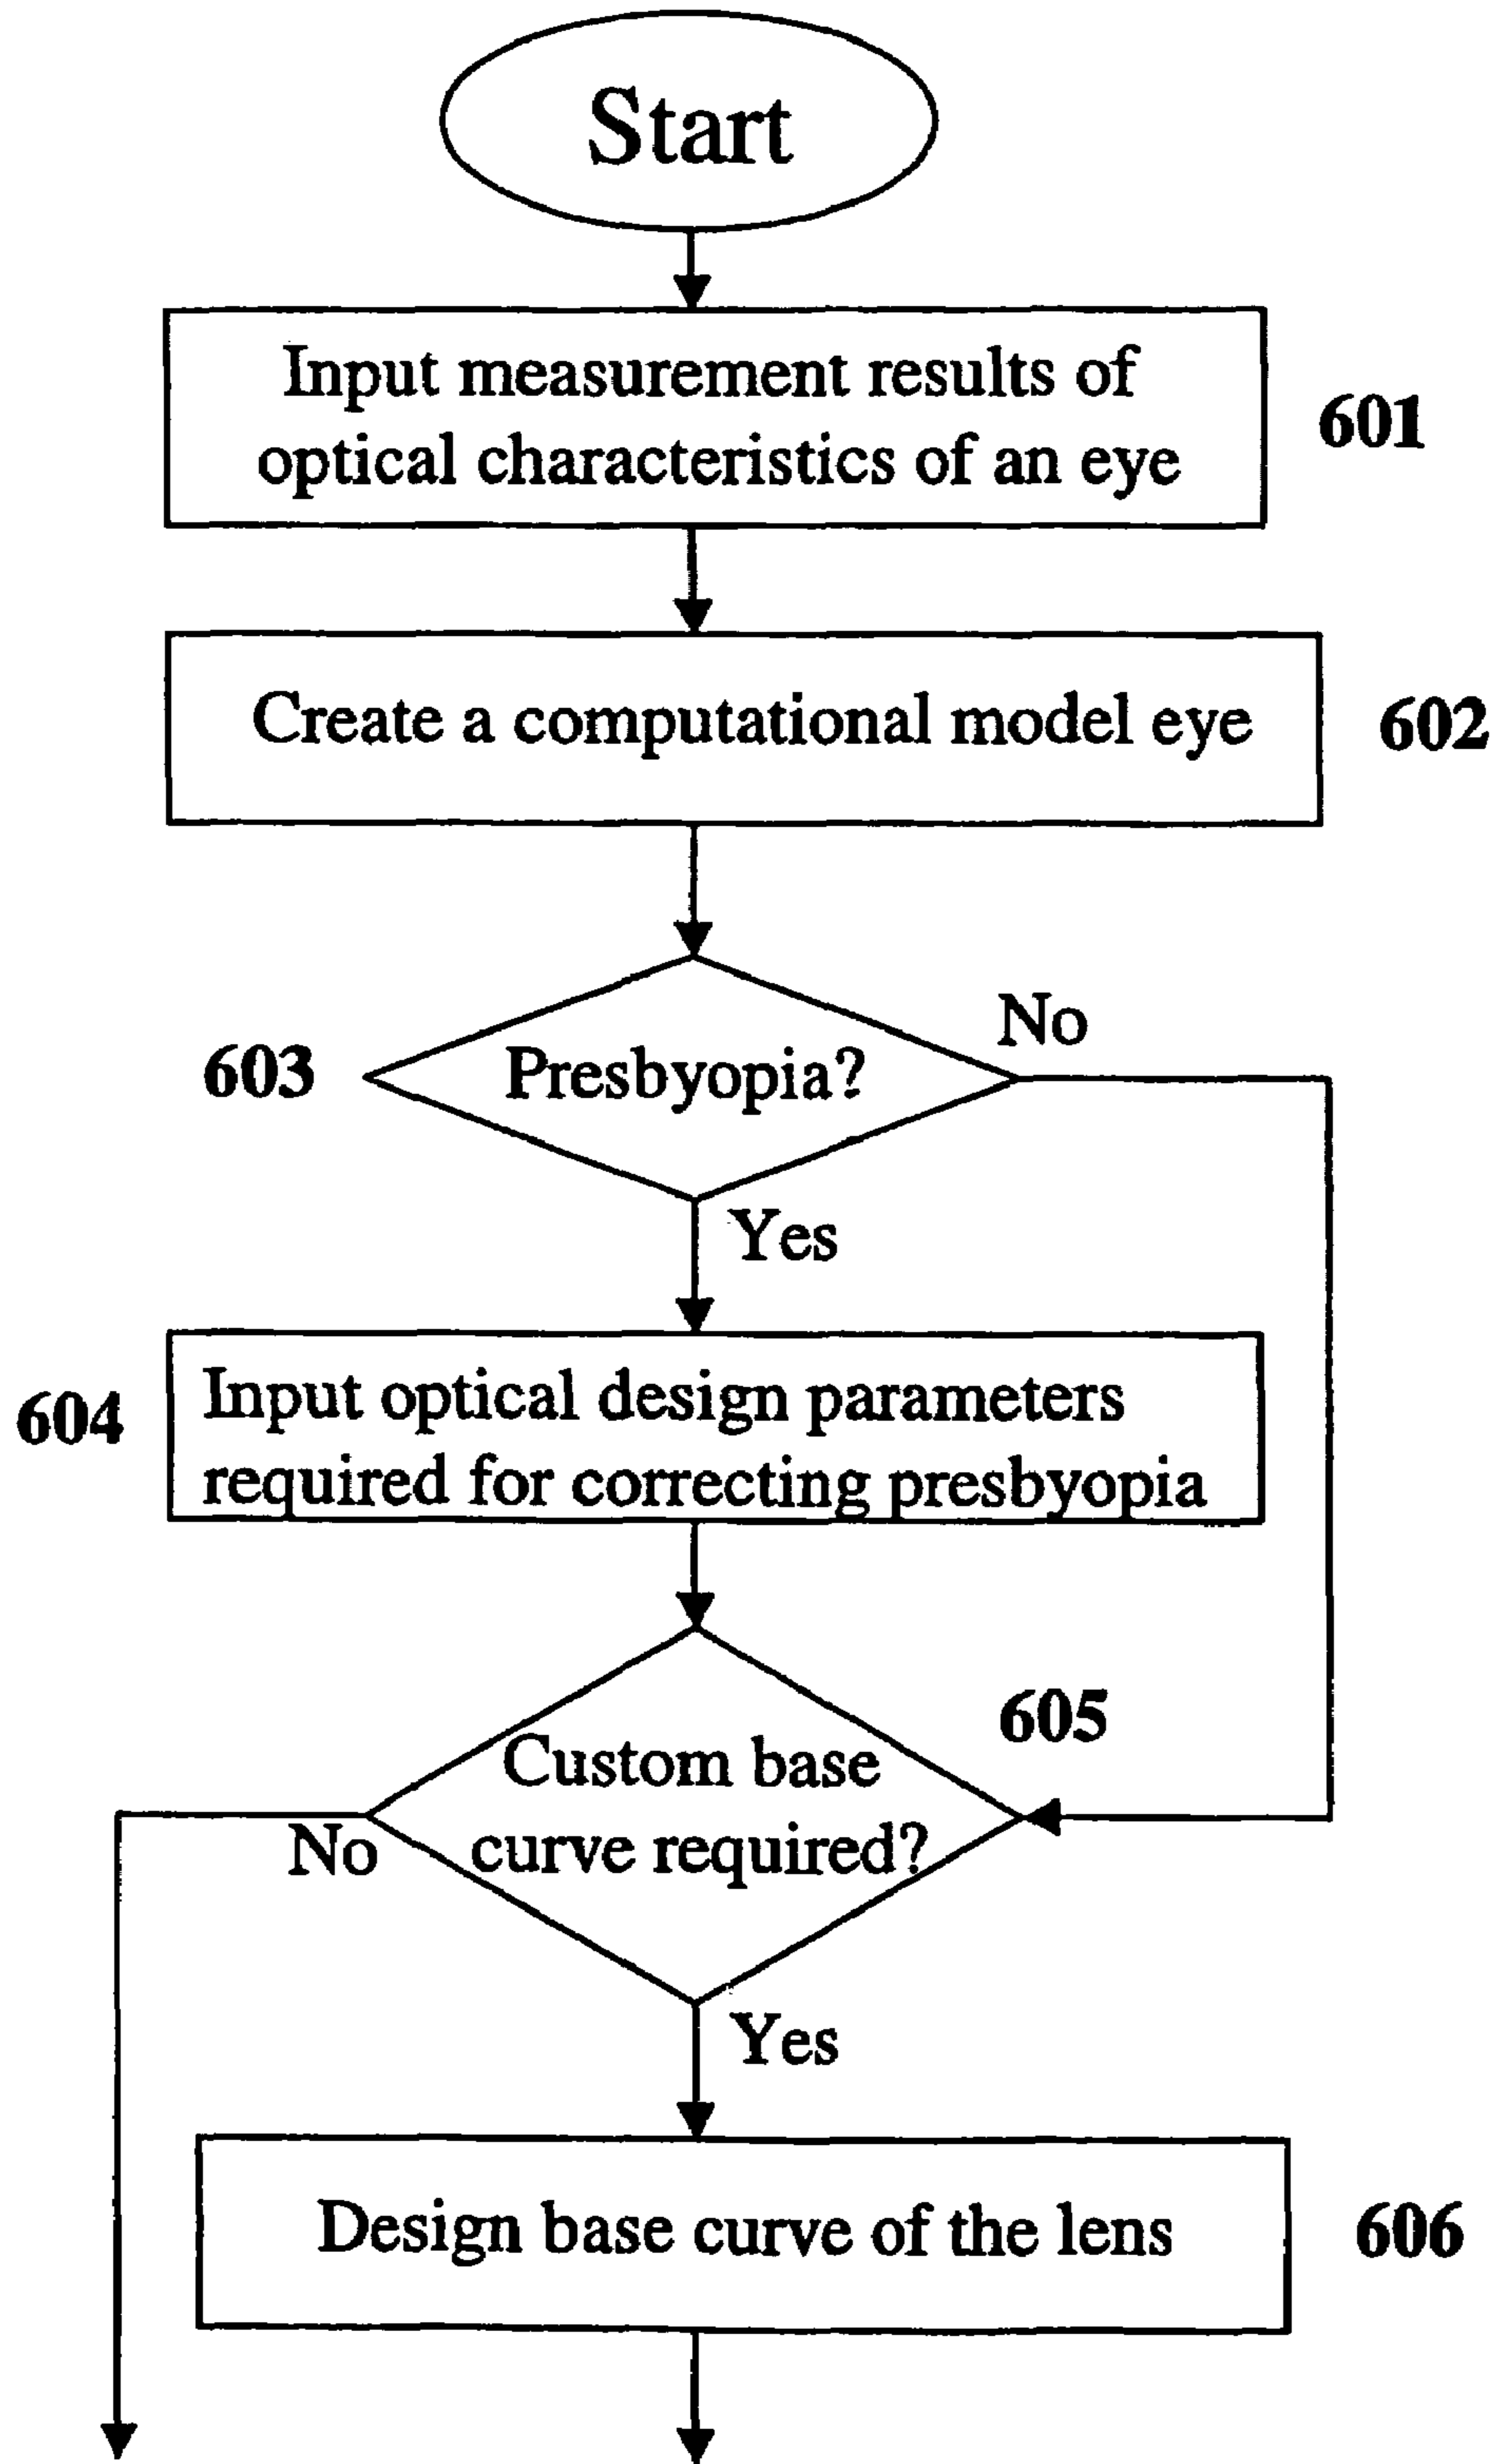 Start
Input measurement results of
optical characteristics of an eye
601
Create a computational model eye
602
No
603
Presbyopia?
Yes
604
Input optical design parameters
required for correcting presbyopia
605
Custom base
curve required?
No
Yes
Design base curve of the lens
606